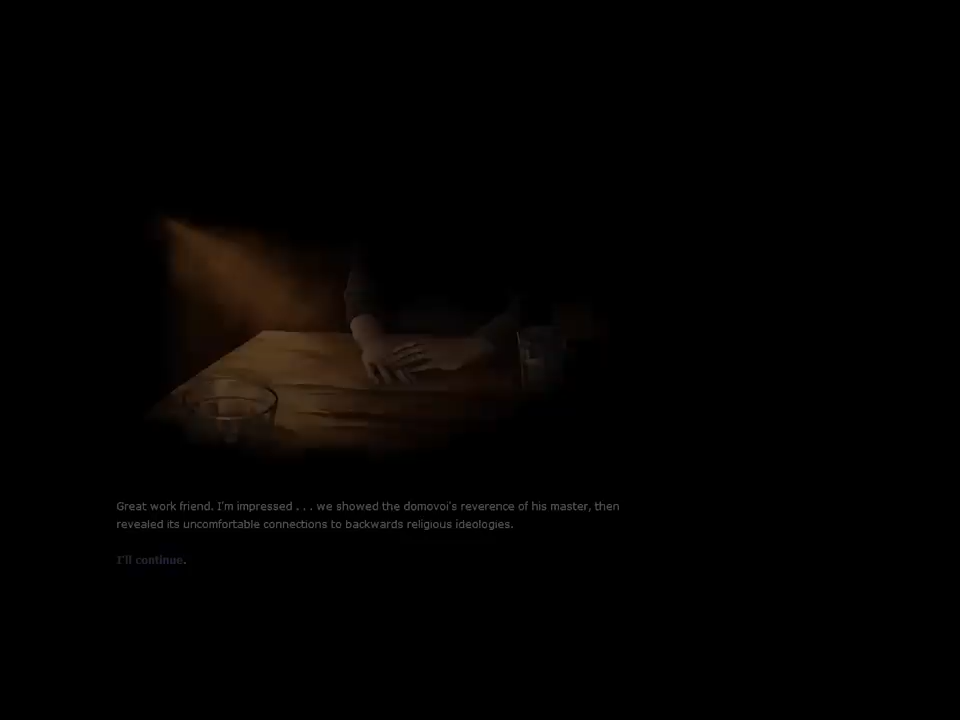 Great work friend. I'm impressed . . . we showed the domovoi's reverence of his master, then
revealed its uncomfortable connections to backwards religious ideologies.
I'll continue.